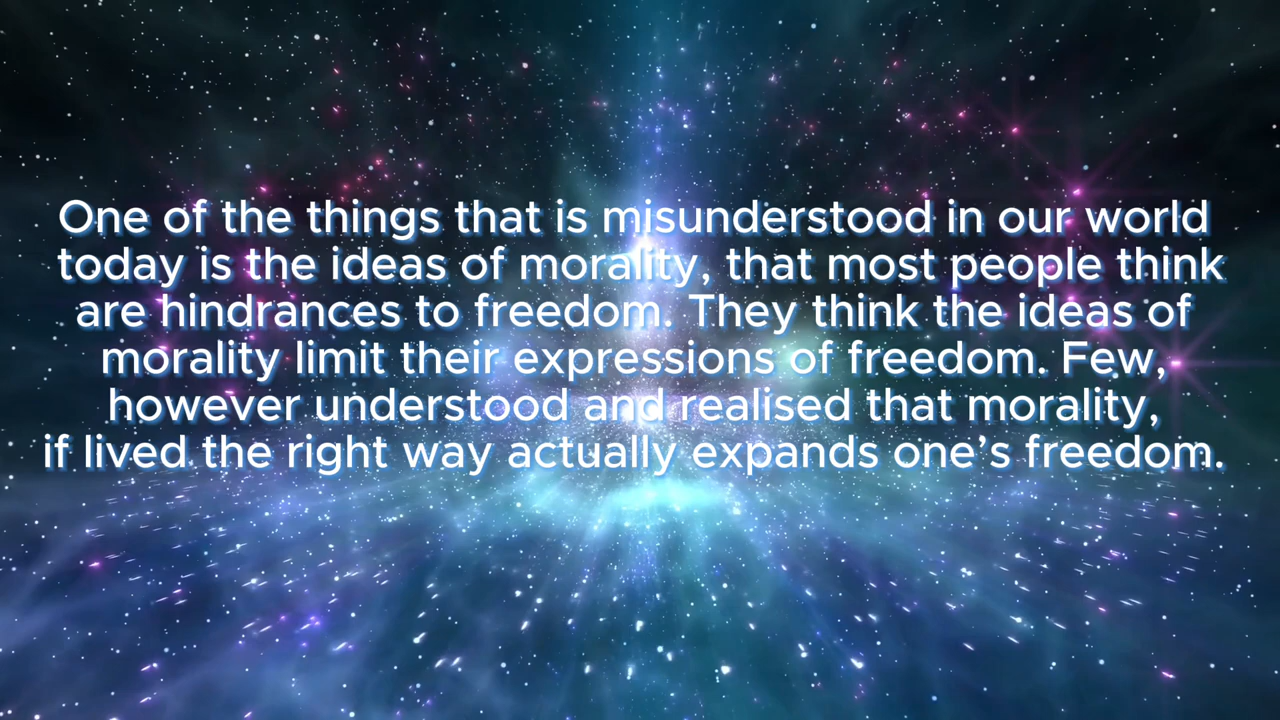 One of the things that is misunderstood in our world
today is the ideas of morality, that most people think
are hindrances to freedom. They think the ideas of
morality limit their expressions of freedom. Few,
however understood and realised that morality,
if lived the right way actually expands one’s freedom.